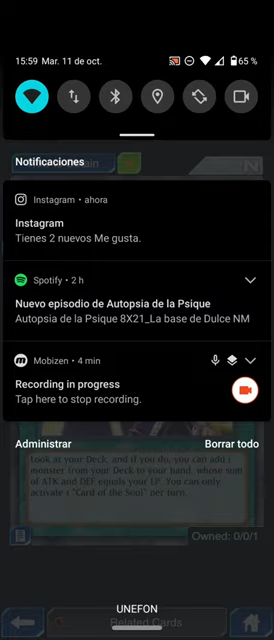 15:59 Mar. 11 de oct. 65 %
ain
Notificaciones
Instagram • ahora
Instagram
Tienes 2 nuevos Me gusta.
Spotify • 2 h
Nuevo episodio de Autopsia de la Psique
Autopsia de la Psique 8X21_La base de Dulce NM
Mobizen • 4 min
Recording in progress
Tap here to stop recording.
Administrar Borrar todo
Look at your Deck, and if you do, you can add 1
monster from your Deck to your hand, whose sum
of ATK and DEF equals your LP. You can only
activate 1 "Card of the Soul" per turn.
Owned: 0/0/1
UNEFON
Related Cards